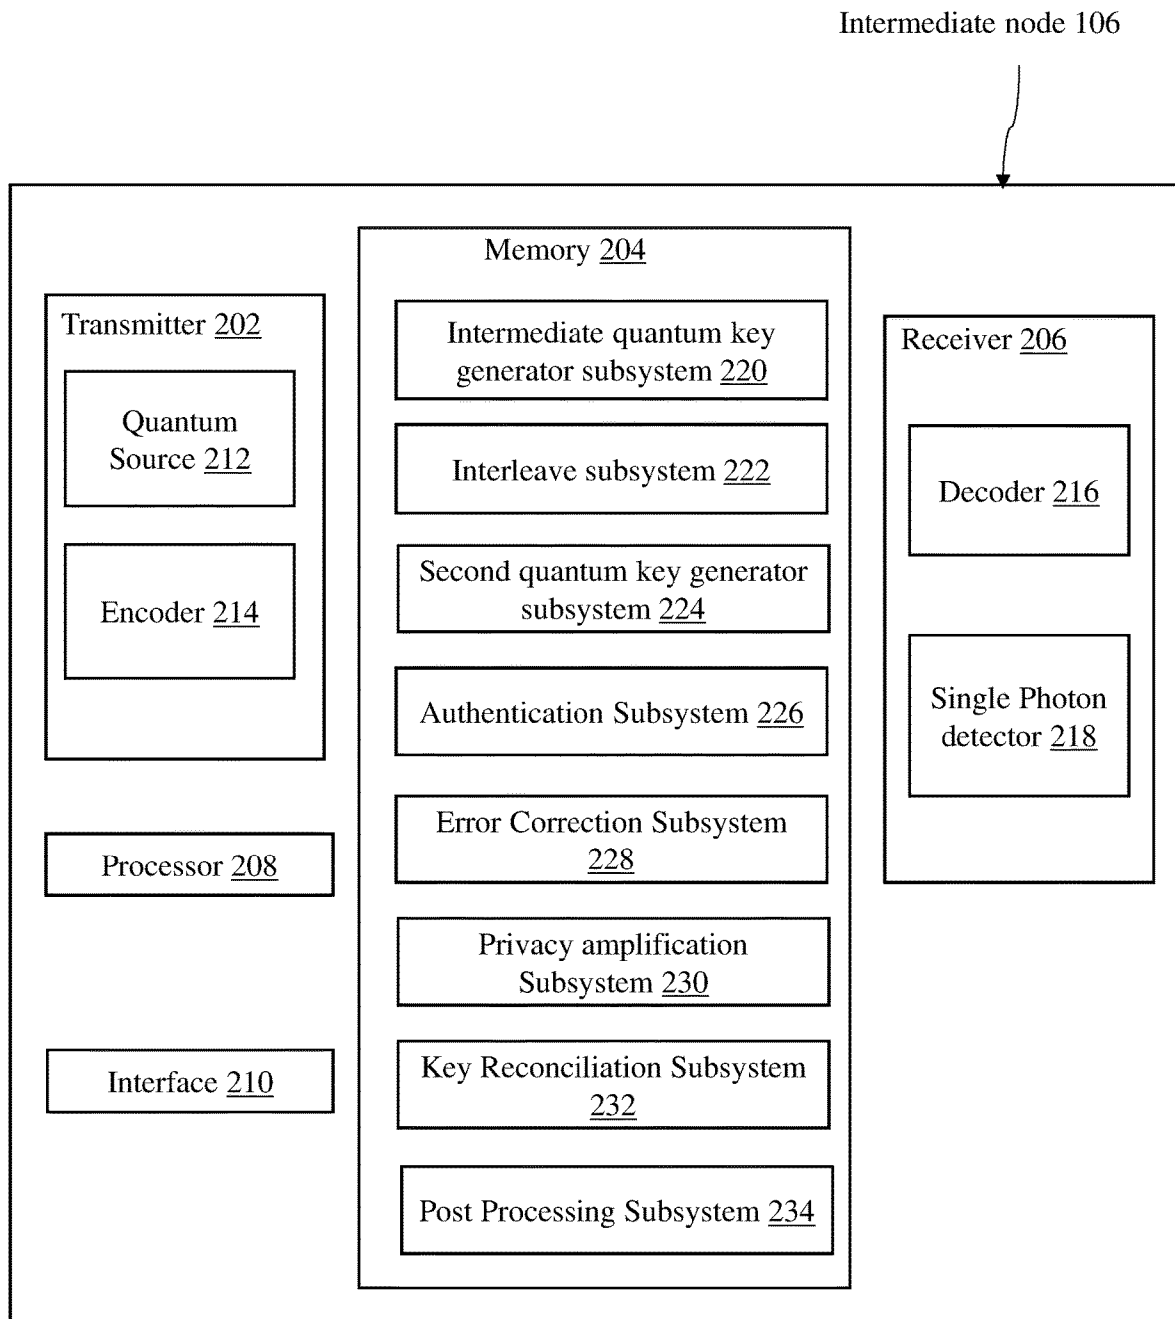 Intermediate node 106
Memory 204
Transmitter 202
Quantum
Source 212
Encoder 214
Processor 208
Interface 210
Intermediate quantum key
generator subsystem 220
Interleave subsystem 222
Second quantum key generator
subsystem 224
Authentication Subsystem 226
Error Correction Subsystem
228
Privacy amplification
Subsystem 230
Key Reconciliation Subsystem
232
Post Processing Subsystem 234
Receiver 206
Decoder 216
Single Photon
detector 218